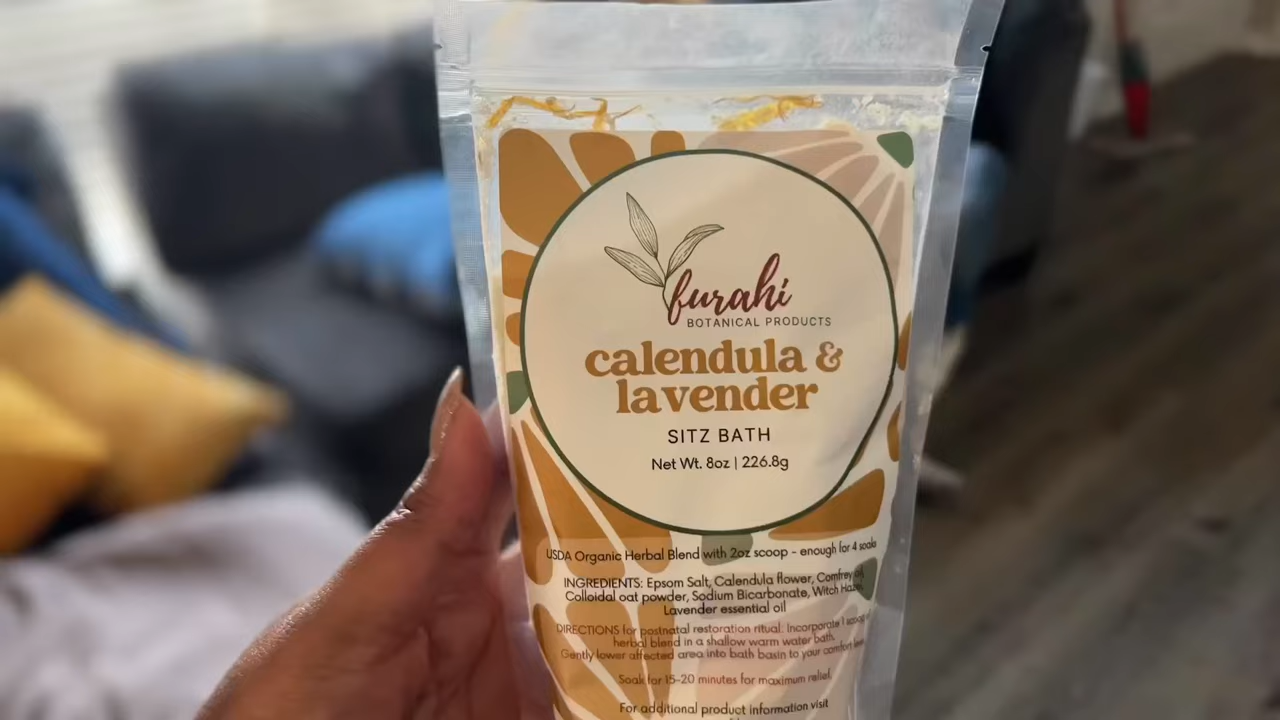 furahi
BOTANICAL PRODUCTS
calendula &
lavender
SITZ BATH
Net Wt. 8oz | 226.8g
USDA Organic Herbal Blend with 2oz scoop - enough for 4 soaks
INGREDIENTS: Epsom Salt, Calendula flower, Comfrey
Colloidal oat powder, Sodium Bicarbonate, Witch Hazel,
Lavender essential oil
DIRECTIONS for postnatal restoration ritual: Incorporate 1 scoop
herbal blend in a shallow warm water bath.
Gently lower affected area into bath basin to your comfort level.
Soak for 15-20 minutes for maximum relief.
For additional product information visit